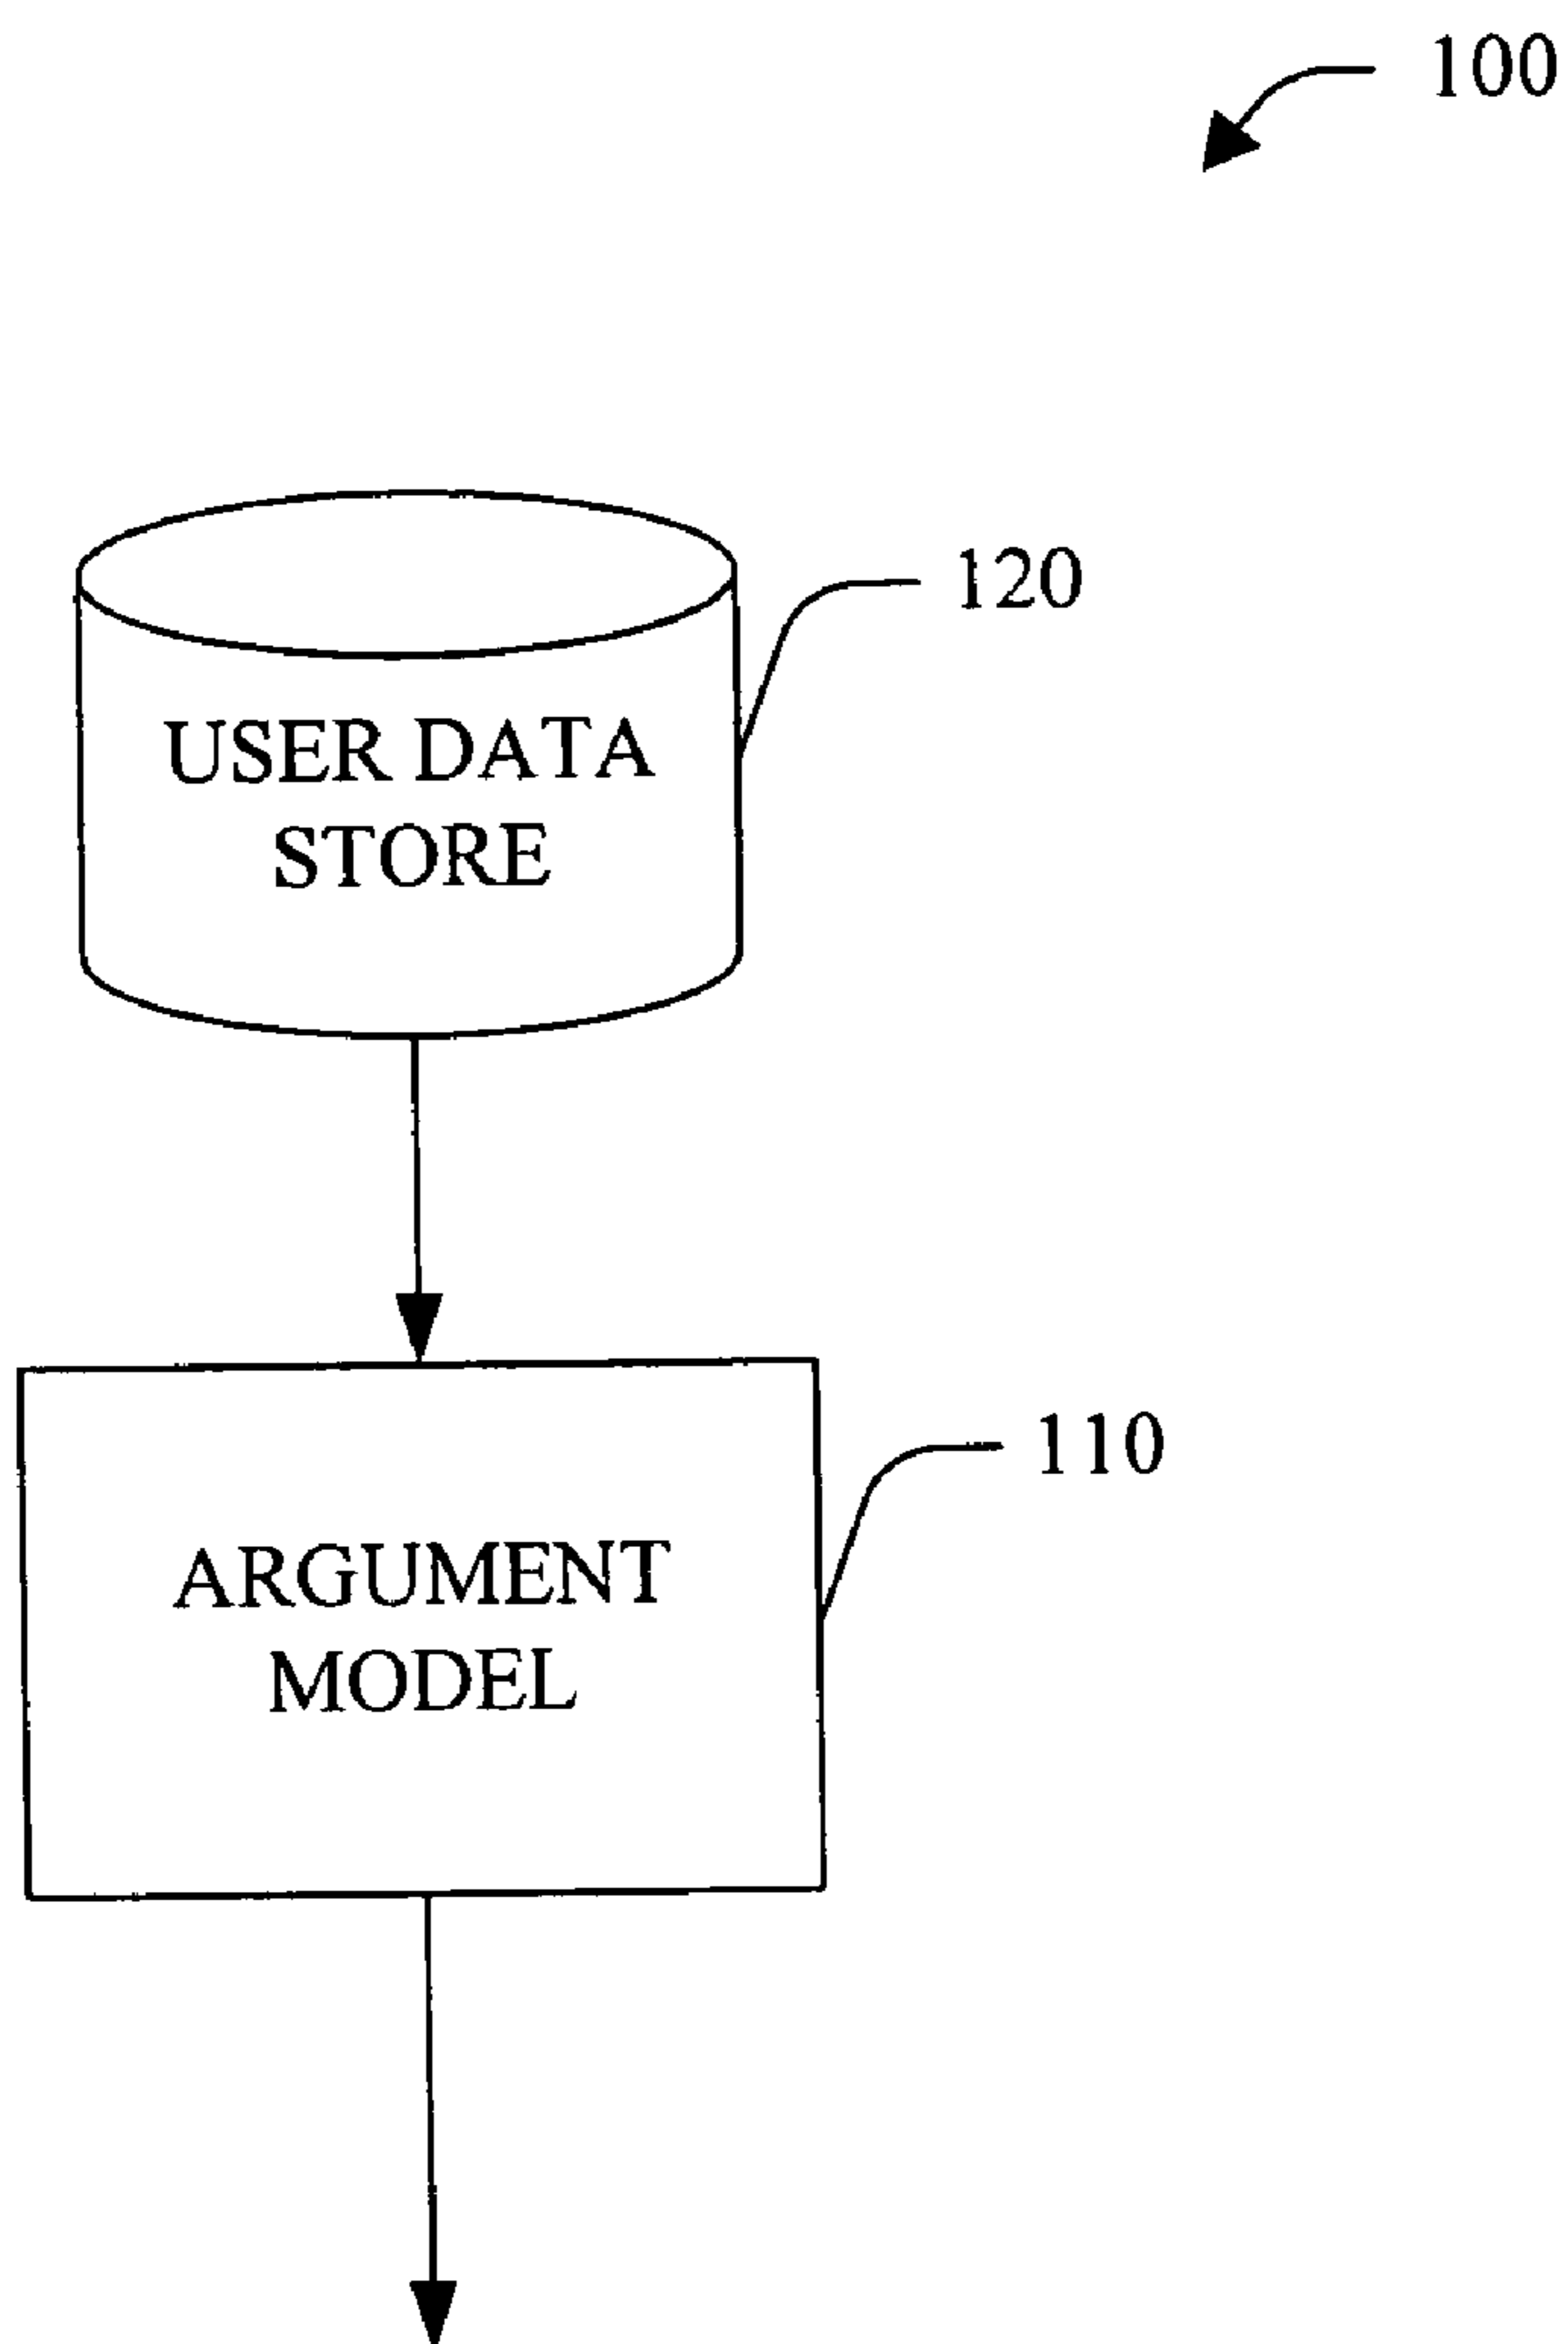 100
120
USER DATA
STORE
110
ARGUMENT
MODEL